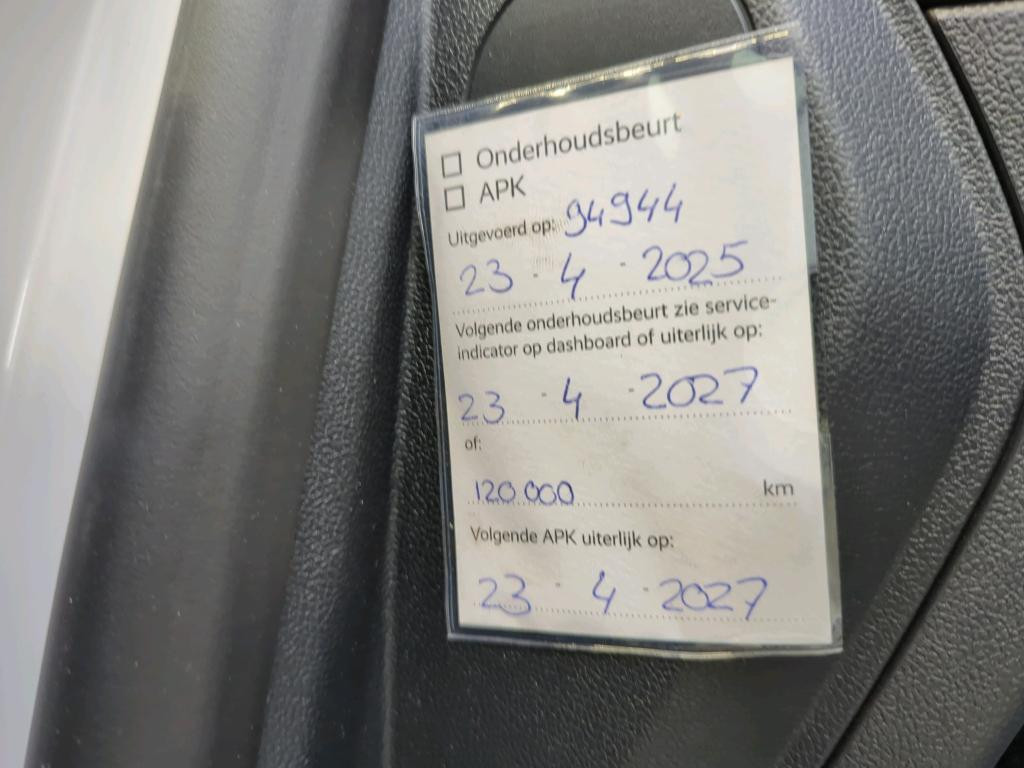 ☐ Onderhoudsbeurt
☐ APK
Uitgevoerd op: 94944
23 - 4 - 2025
Volgende onderhoudsbeurt zie service-
indicator op dashboard of uiterlijk op:
23 - 4 - 2027
of:
120.000 km
Volgende APK uiterlijk op:
23 - 4 - 2027